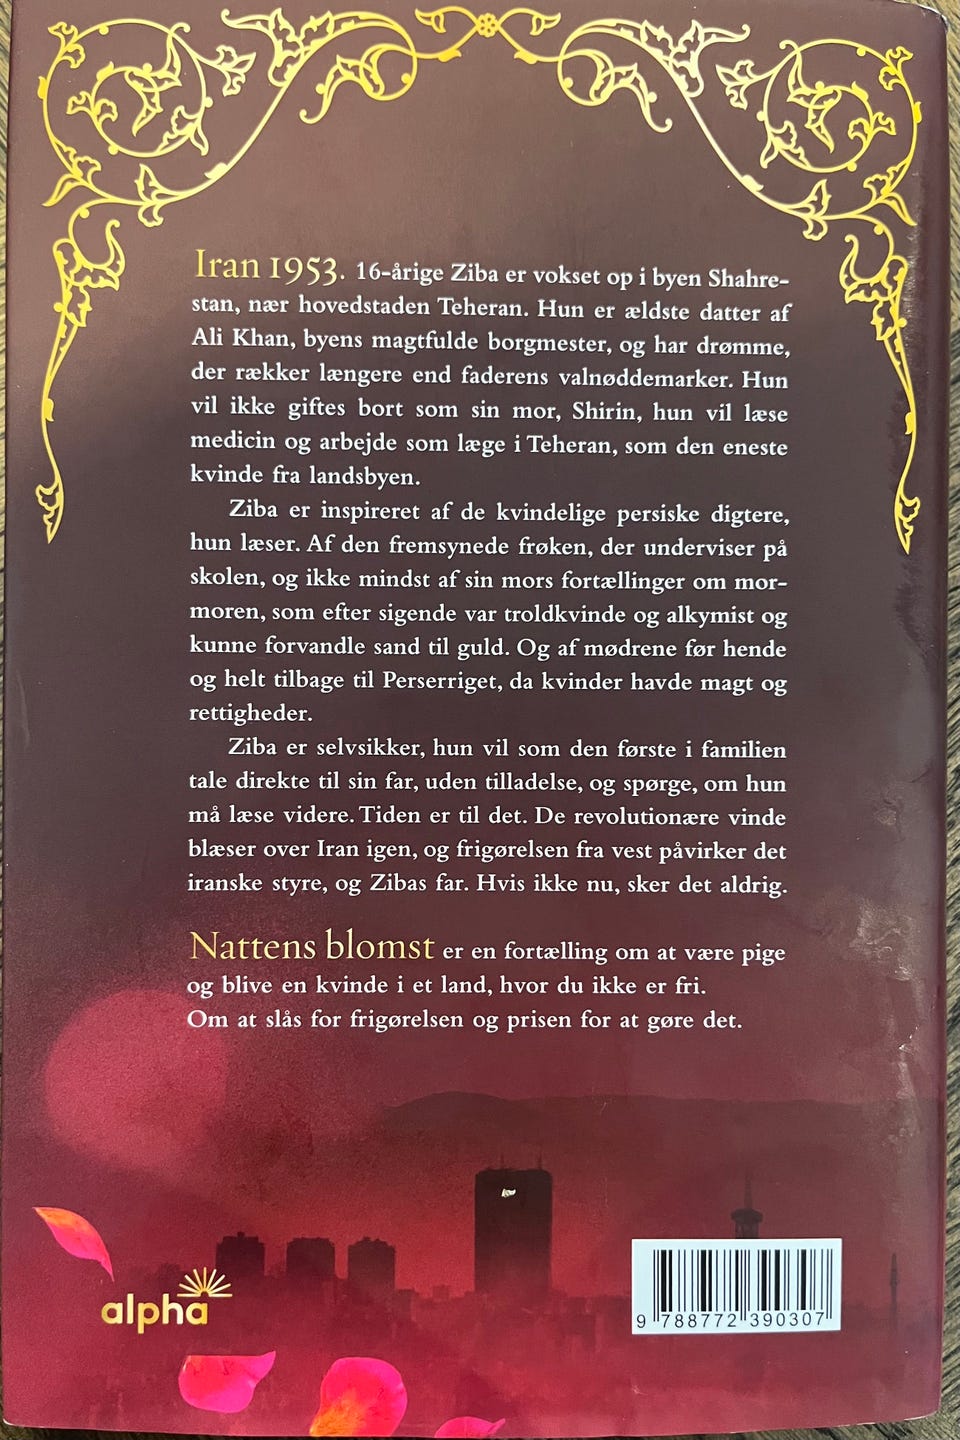 Iran 1953. 16-årige Ziba er vokset op i byen Shahre-
stan, nær hovedstaden Teheran. Hun er ældste datter af
Ali Khan, byens magtfulde borgmester, og har drømme,
der rækker længere end faderens valnøddemarker. Hun
vil ikke giftes bort som sin mor, Shirin, hun vil læse
medicin og arbejde som læge i Teheran, som den eneste
kvinde fra landsbyen.
Ziba er inspireret af de kvindelige persiske digtere,
hun læser. Af den fremsynede frøken, der underviser på
skolen, og ikke mindst af sin mors fortællinger om mor-
moren, som efter sigende var troldkvinde og alkymist og
kunne forvandle sand til guld. Og af mødrene før hende
og helt tilbage til Perserriget, da kvinder havde magt og
rettigheder.
Ziba er selvsikker, hun vil som den første i familien
tale direkte til sin far, uden tilladelse, og spørge, om hun
må læse videre. Tiden er til det. De revolutionære vinde
blæser over Iran igen, og frigørelsen fra vest påvirker det
iranske styre, og Zibas far. Hvis ikke nu, sker det aldrig.
Nattens blomst er en fortælling om at være pige
og blive en kvinde i et land, hvor du ikke er fri.
Om at slås for frigørelsen og prisen for at gøre det.
alpha
9 788772 390307